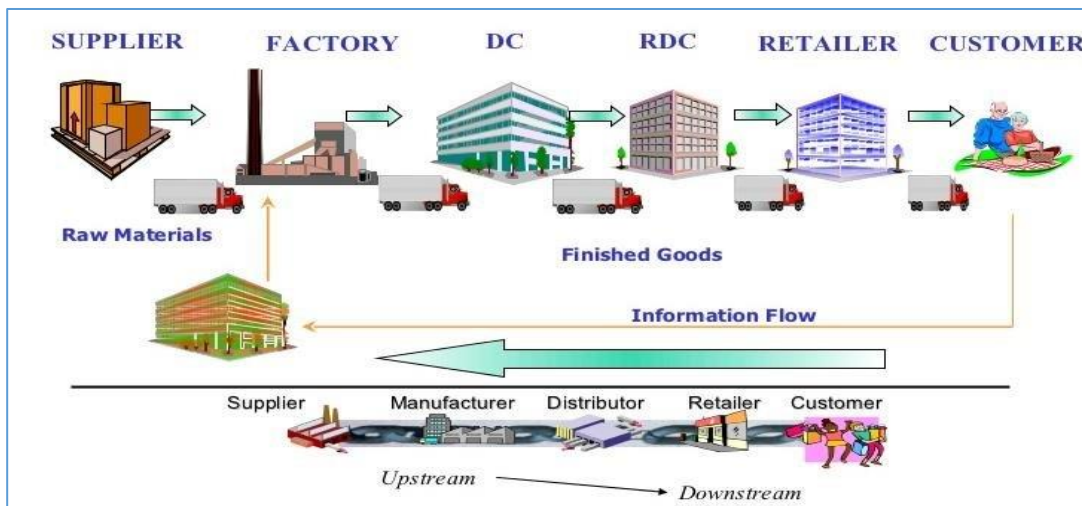 SUPPLIER FACTORY DC RDC RETAILER CUSTOMER
Raw Materials
Finished Goods
Information Flow
Supplier Manufacturer Distributor Retailer Customer
Upstream
Downstream